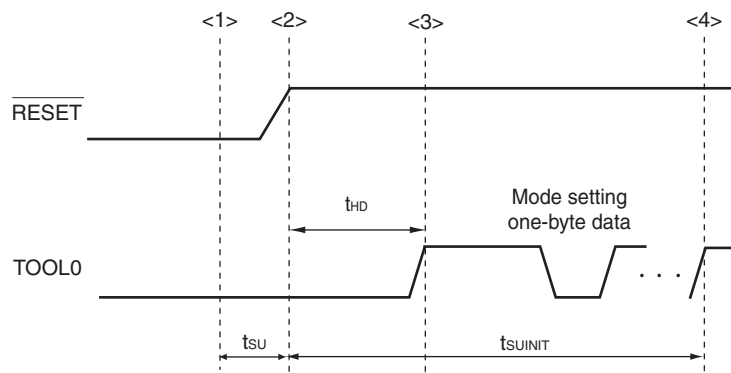 <1> <2> <3> <4>
RESET
tHD
Mode setting
one-byte data
TOOL0
. . .
tSU
tSUINIT